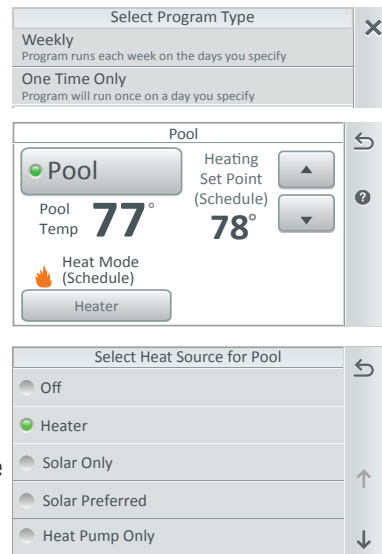 Select Program Type
Weekly
Program runs each week on the days you specify
One Time Only
Program will run once on a day you specify
Pool
Pool
Heating
Set Point
(Schedule)
78°
Pool
Temp 77°
Heat Mode
(Schedule)
Heater
Select Heat Source for Pool
Off
Heater
Solar Only
e
Solar Preferred
Heat Pump Only